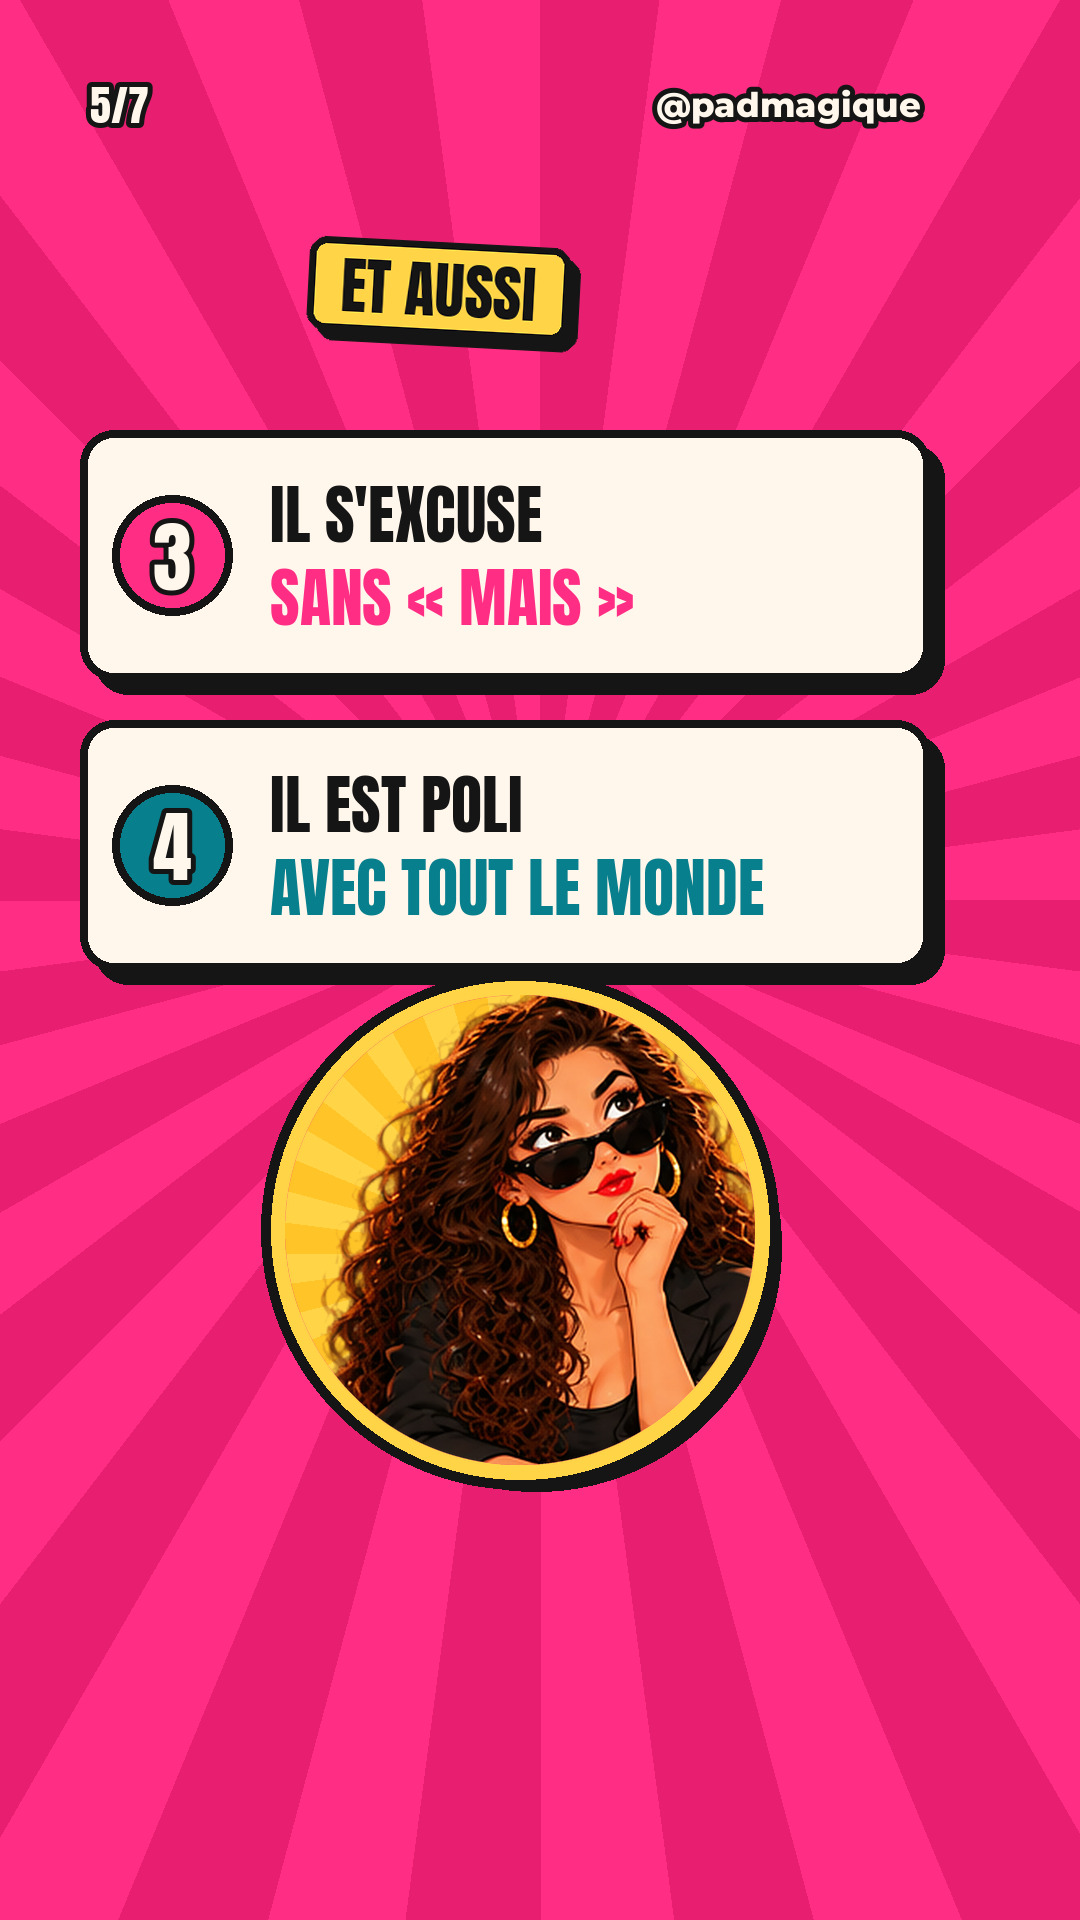 5/7
@padmagique
ET AUSSI
3
IL S'EXCUSE
SANS « MAIS »
4
IL EST POLI
AVEC TOUT LE MONDE